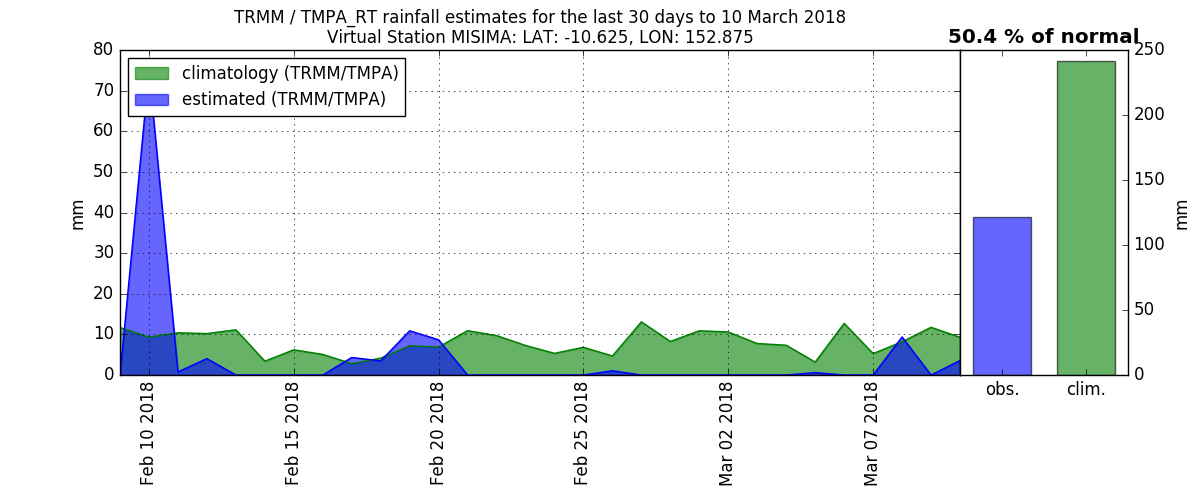 TRMM / TMPA_RT rainfall estimates for the last 30 days to 10 March 2018
Virtual Station MISIMA: LAT: -10.625, LON: 152.875
50.4 % of normal
climatology (TRMM/TMPA)
estimated (TRMM/TMPA)
mm
80
70
60
50
40
30
20
10
0
Feb 10 2018
Feb 15 2018
Feb 20 2018
Feb 25 2018
Mar 02 2018
Mar 07 2018
obs.
clim.
250
200
150
100
50
0
mm